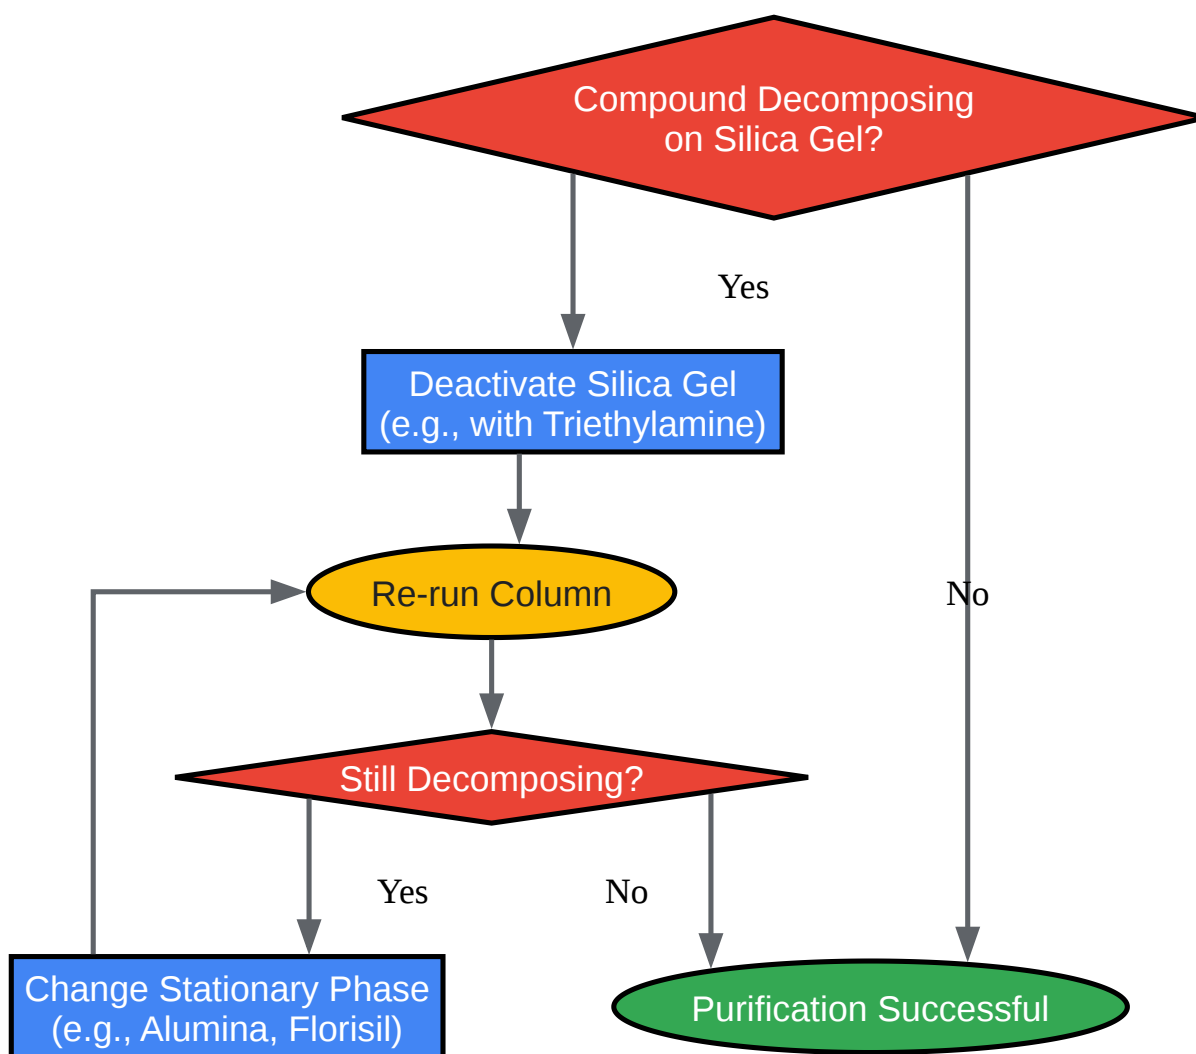 Compound Decomposing
on Silica Gel?
Yes
Deactivate Silica Gel
(e.g., with Triethylamine)
Re-run Column
No
Still Decomposing?
Yes
No
Change Stationary Phase
(e.g., Alumina, Florisil)
Purification Successful